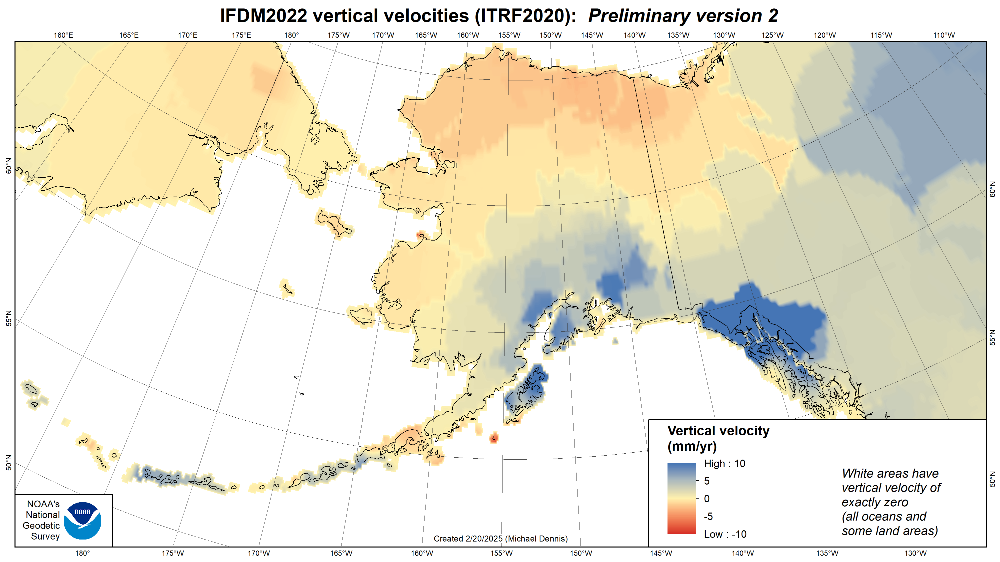 IFDM2022 vertical velocities (ITRF2020): Preliminary version 2
160°E 165°E 170°E 175°E 180° 175°W 170°W 165°W 160°W 155°W 150°W 145°W 140°W 135°W 130°W 125°W 120°W 115°W 110°W
60°N
60°N
55°N
55°N
50°N
50°N
Vertical velocity
(mm/yr)
High : 10
5
0
-5
Low : -10
White areas have
vertical velocity of
exactly zero
(all oceans and
some land areas)
NOAA's
National
Geodetic
Survey
NOAA
Created 2/20/2025 (Michael Dennis)
180° 175°W 170°W 165°W 160°W 155°W 150°W 145°W 140°W 135°W 130°W